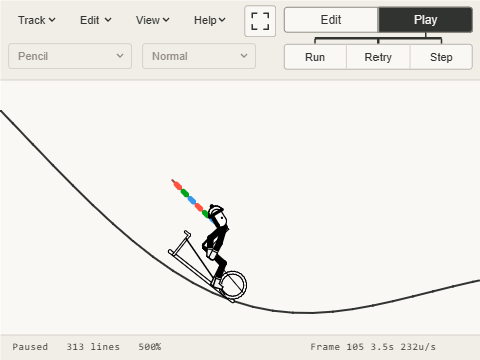 Track Edit View Help Edit Play
Pencil Normal Run Retry Step
Paused 313 lines 500% Frame 105 3.5s 232u/s